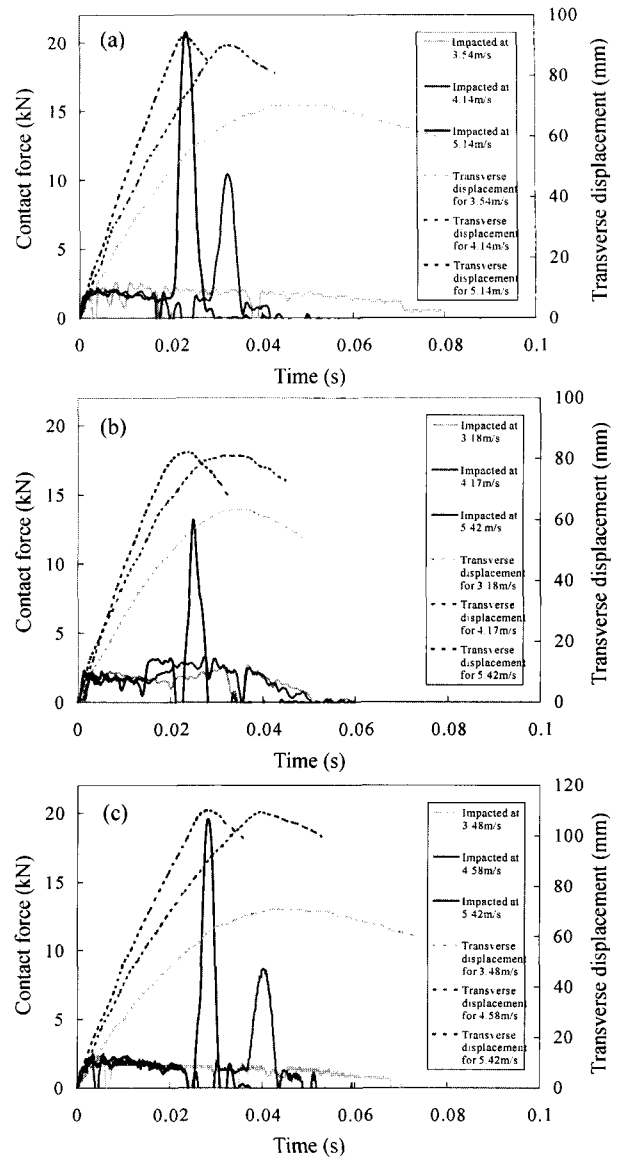 (a)
Contact force (kN)
20
15
10
5
0
100
80
60
40
20
0
Transverse displacement (mm)
Impacted at
3.54m/s
Impacted at
4.14m/s
Impacted at
5.14m/s
Transverse
displacement
for 3.54m/s
Transverse
displacement
for 4.14m/s
Transverse
displacement
for 5.14m/s
0 0.02 0.04 0.06 0.08 0.1
Time (s)
(b)
Contact force (kN)
20
15
10
5
0
100
80
60
40
20
0
Transverse displacement (mm)
Impacted at
3.18m/s
Impacted at
4.17m/s
Impacted at
5.42m/s
Transverse
displacement
for 3.18m/s
Transverse
displacement
for 4.17m/s
Transverse
displacement
for 5.42m/s
0 0.02 0.04 0.06 0.08 0.1
Time (s)
(c)
Contact force (kN)
20
15
10
5
0
120
100
80
60
40
20
0
Transverse displacement (mm)
Impacted at
3.48m/s
Impacted at
4.58m/s
Impacted at
5.42m/s
Transverse
displacement
for 3.48m/s
Transverse
displacement
for 4.58m/s
Transverse
displacement
for 5.42m/s
0 0.02 0.04 0.06 0.08 0.1
Time (s)